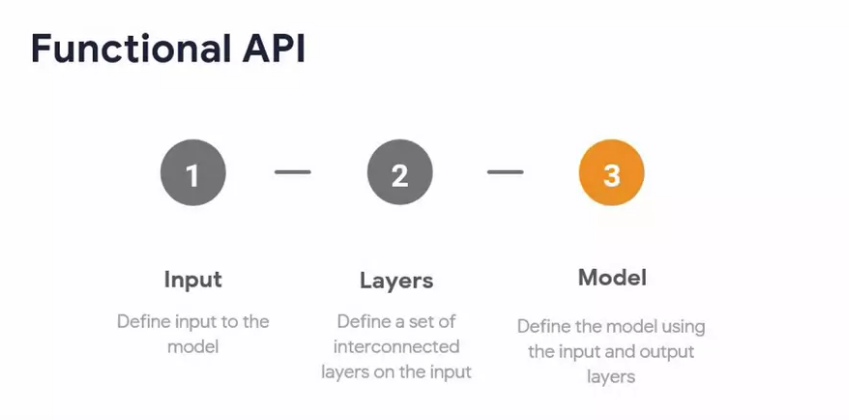 Functional API
1
2
3
Input
Layers
Model
Define input to the
model
Define a set of
interconnected
layers on the input
Define the model using
the input and output
layers